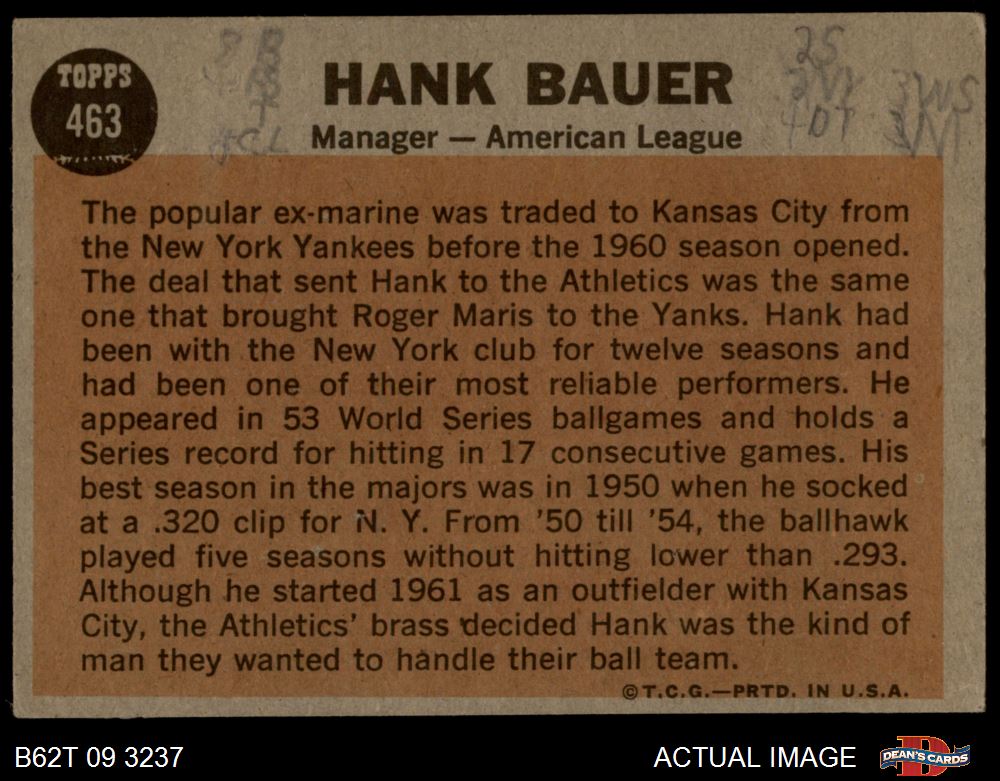 TOPPS
463
HANK BAUER
Manager — American League
25
The popular ex-marine was traded to Kansas City from
the New York Yankees before the 1960 season opened.
The deal that sent Hank to the Athletics was the same
one that brought Roger Maris to the Yanks. Hank had
been with the New York club for twelve seasons and
had been one of their most reliable performers. He
appeared in 53 World Series ballgames and holds a
Series record for hitting in 17 consecutive games. His
best season in the majors was in 1950 when he socked
at a .320 clip for N. Y. From '50 till '54, the ballhawk
played five seasons without hitting lower than .293.
Although he started 1961 as an outfielder with Kansas
City, the Athletics' brass decided Hank was the kind of
man they wanted to handle their ball team.
©T.C.G.—PRTD. IN U.S.A.
B62T 09 3237
ACTUAL IMAGE
DEAN'S CARDS